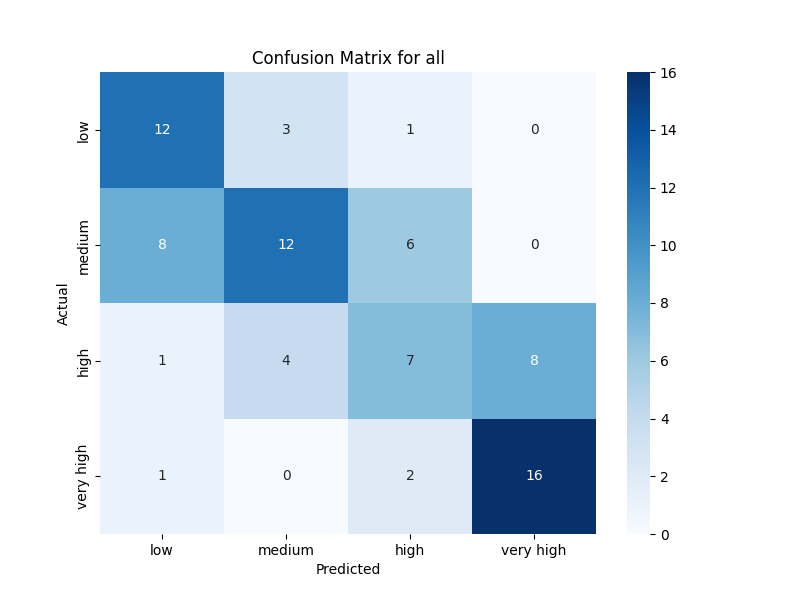 Confusion Matrix for all
low 12 3 1 0
medium 8 12 6 0
high 1 4 7 8
very high 1 0 2 16
Actual
low medium high very high
Predicted
16
14
12
10
8
6
4
2
0